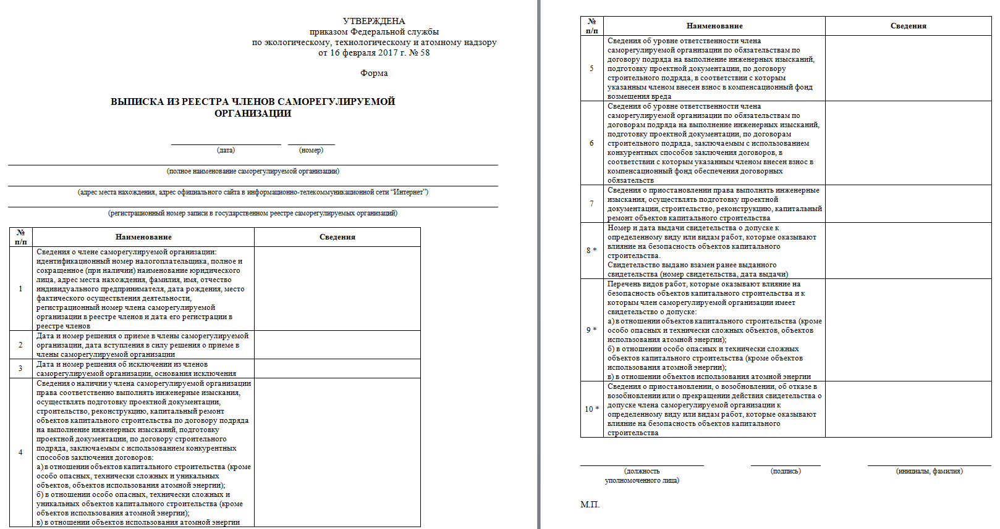 УТВЕРЖДЕНА
приказом Федеральной службы
по экологическому, технологическому и атомному надзору
от 16 февраля 2017 г. № 58
Форма
ВЫПИСКА ИЗ РЕЕСТРА ЧЛЕНОВ САМОРЕГУЛИРУЕМОЙ
ОРГАНИЗАЦИИ
(дата) (номер)
(полное наименование саморегулируемой организации)
(адрес места нахождения, адрес официального сайта в информационно-телекоммуникационной сети “Интернет”)
(регистрационный номер записи в государственном реестре саморегулируемых организаций)
№
п/п
Наименование
Сведения
1
Сведения о члене саморегулируемой организации:
идентификационный номер налогоплательщика, полное и
сокращенное (при наличии) наименование юридического
лица, адрес места нахождения, фамилия, имя, отчество
индивидуального предпринимателя, дата рождения, место
фактического осуществления деятельности,
регистрационный номер члена саморегулируемой
организации в реестре членов и дата его регистрации в
реестре членов
2
Дата и номер решения о приеме в члены саморегулируемой
организации, дата вступления в силу решения о приеме в
члены саморегулируемой организации
3
Дата и номер решения об исключении из членов
саморегулируемой организации, основания исключения
4
Сведения о наличии у члена саморегулируемой организации
права соответственно выполнять инженерные изыскания,
осуществлять подготовку проектной документации,
строительство, реконструкцию, капитальный ремонт
объектов капитального строительства по договору подряда
на выполнение инженерных изысканий, подготовку
проектной документации, по договору строительного
подряда, заключаемым с использованием конкурентных
способов заключения договоров:
а) в отношении объектов капитального строительства (кроме
особо опасных, технически сложных и уникальных
объектов, объектов использования атомной энергии);
б) в отношении особо опасных, технически сложных и
уникальных объектов капитального строительства (кроме
объектов использования атомной энергии);
в) в отношении объектов использования атомной энергии
№
п/п
Наименование
Сведения
5
Сведения об уровне ответственности члена
саморегулируемой организации по обязательствам по
договору подряда на выполнение инженерных изысканий,
подготовку проектной документации, по договору
строительного подряда, в соответствии с которым
указанным членом внесен взнос в компенсационный фонд
возмещения вреда
6
Сведения об уровне ответственности члена
саморегулируемой организации по обязательствам по
договорам подряда на выполнение инженерных изысканий,
подготовку проектной документации, по договорам
строительного подряда, заключаемым с использованием
конкурентных способов заключения договоров, в
соответствии с которым указанным членом внесен взнос в
компенсационный фонд обеспечения договорных
обязательств
7
Сведения о приостановлении права выполнять инженерные
изыскания, осуществлять подготовку проектной
документации, строительство, реконструкцию, капитальный
ремонт объектов капитального строительства
8 *
Номер и дата выдачи свидетельства о допуске к
определенному виду или видам работ, которые оказывают
влияние на безопасность объектов капитального
строительства.
Свидетельство выдано взамен ранее выданного
свидетельства (номер свидетельства, дата выдачи)
9 *
Перечень видов работ, которые оказывают влияние на
безопасность объектов капитального строительства и к
которым член саморегулируемой организации имеет
свидетельство о допуске:
а) в отношении объектов капитального строительства (кроме
особо опасных и технически сложных объектов, объектов
использования атомной энергии);
б) в отношении особо опасных и технически сложных
объектов капитального строительства (кроме объектов
использования атомной энергии);
в) в отношении объектов использования атомной энергии
10 *
Сведения о приостановлении, о возобновлении, об отказе в
возобновлении или о прекращении действия свидетельства о
допуске члена саморегулируемой организации к
определенному виду или видам работ, которые оказывают
влияние на безопасность объектов капитального
строительства
(должность
уполномоченного лица)
(подпись)
(инициалы, фамилия)
М.П.